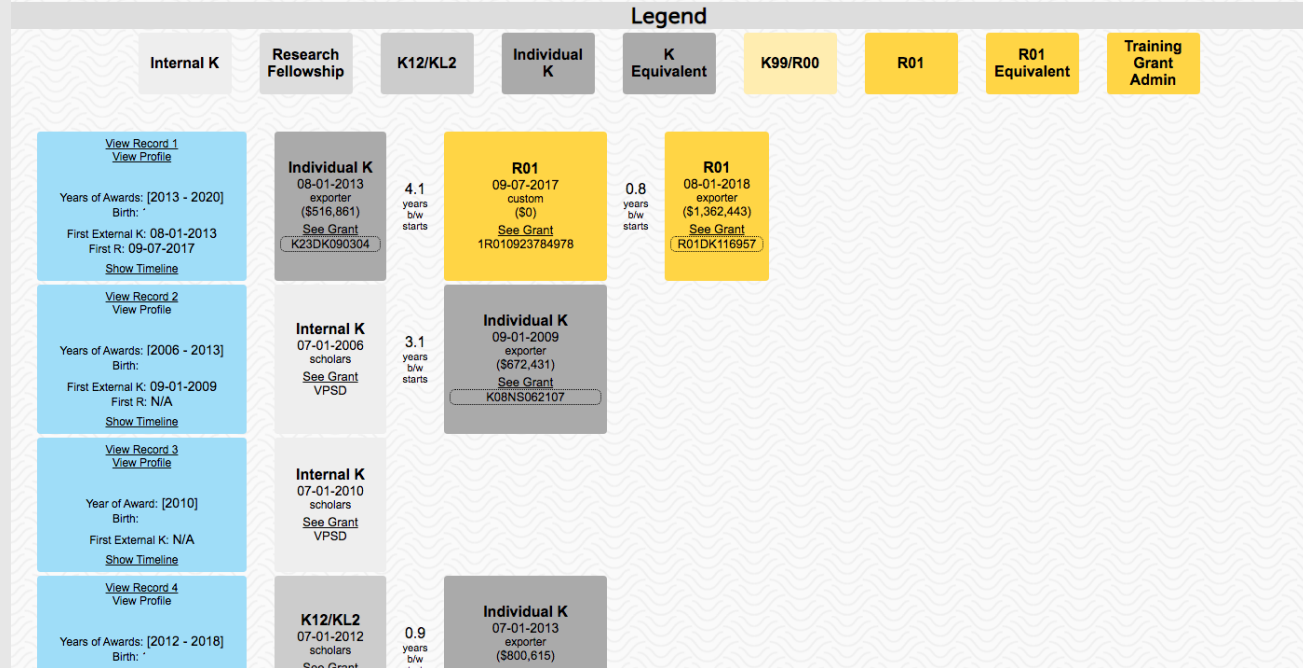 Legend
Internal K
Research
Fellowship
K12/KL2
Individual
K
K
Equivalent
K99/R00
R01
R01
Equivalent
Training
Grant
Admin
View Record 1
View Profile
Years of Awards: [2013 - 2020]
Birth:
First External K: 08-01-2013
First R: 09-07-2017
Show Timeline
Individual K
08-01-2013
exporter
($516,861)
See Grant
K23DK090304
4.1
years
b/w
starts
R01
09-07-2017
custom
($0)
See Grant
1R010923784978
0.8
years
b/w
starts
R01
08-01-2018
exporter
($1,362,443)
See Grant
R01DK116957
View Record 2
View Profile
Years of Awards: [2006 - 2013]
Birth:
First External K: 09-01-2009
First R: N/A
Show Timeline
Internal K
07-01-2006
scholars
See Grant
VPSD
3.1
years
b/w
starts
Individual K
09-01-2009
exporter
($672,431)
See Grant
K08NS062107
View Record 3
View Profile
Year of Award: [2010]
Birth:
First External K: N/A
Show Timeline
Internal K
07-01-2010
scholars
See Grant
VPSD
View Record 4
View Profile
Years of Awards: [2012 - 2018]
Birth:
K12/KL2
07-01-2012
scholars
See Grant
0.9
years
b/w
Individual K
07-01-2013
exporter
($800,615)